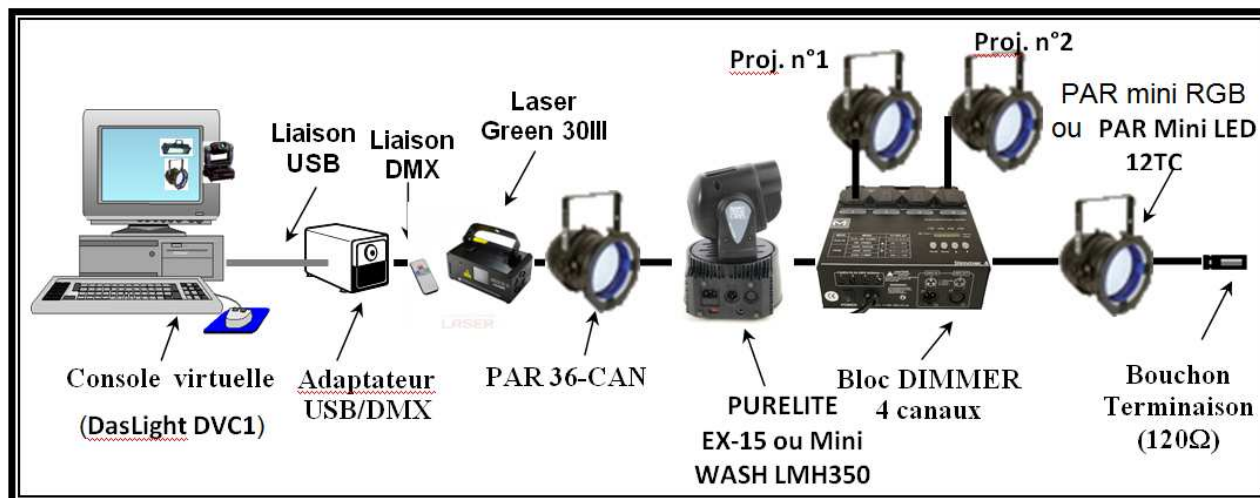 Proj. n°1
Proj. n°2
Liaison
USB
Liaison
DMX
Laser
Green 30III
PAR mini RGB
ou PAR Mini LED
12TC
LASER
Console virtuelle
(DasLight DVC1)
Adaptateur
USB/DMX
PAR 36-CAN
PURELITE
EX-15 ou Mini
WASH LMH350
Bloc DIMMER
4 canaux
Bouchon
Terminaison
(120Ω)